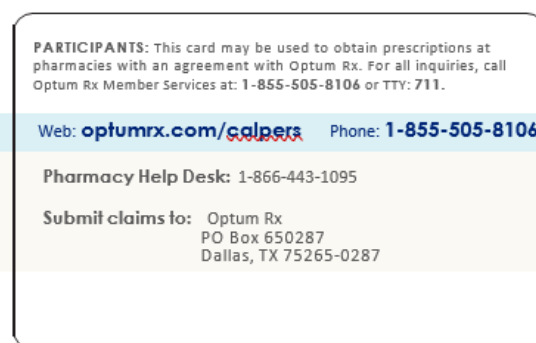 PARTICIPANTS: This card may be used to obtain prescriptions at
pharmacies with an agreement with Optum Rx. For all inquiries, call
Optum Rx Member Services at: 1-855-505-8106 or TTY: 711.
Web: optumrx.com/calpers Phone: 1-855-505-8106
Pharmacy Help Desk: 1-866-443-1095
Submit claims to: Optum Rx
PO Box 650287
Dallas, TX 75265-0287